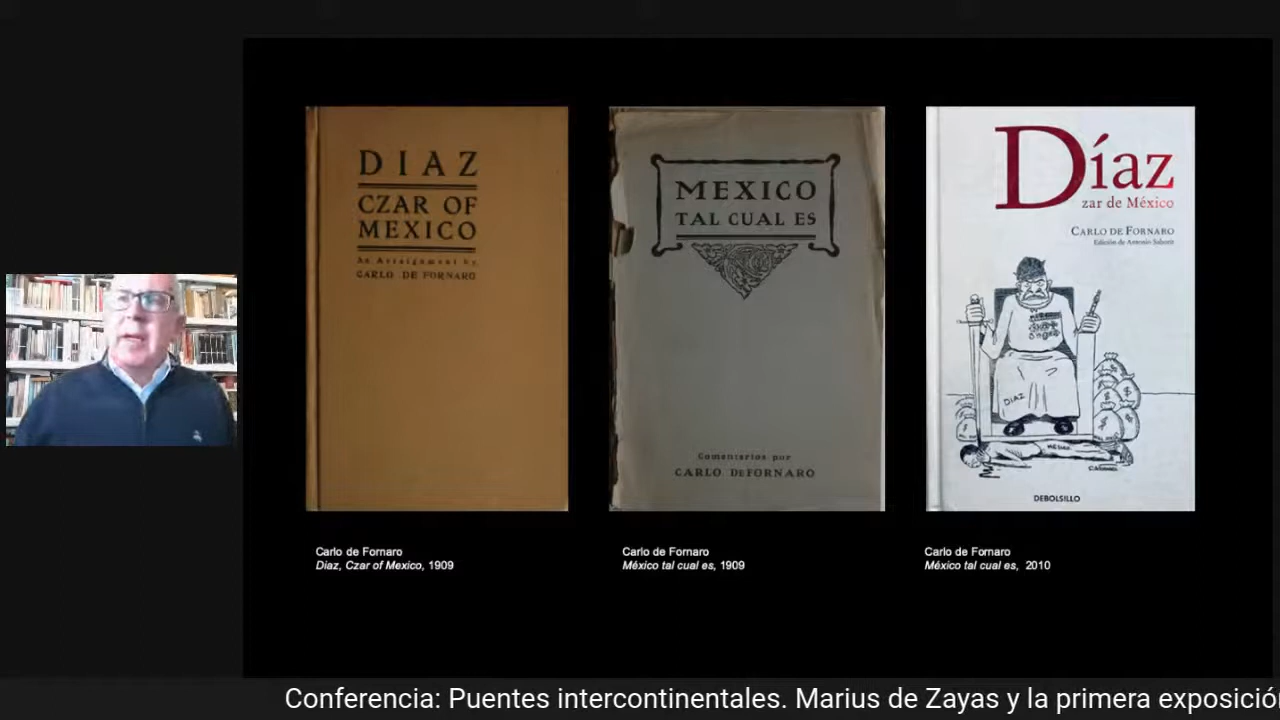 DIAZ
CZAR OF
MEXICO
An Arraignment by
CARLO DE FORNARO
MEXICO
TAL CUAL ES
Comentarios por
CARLO DEFORNARO
Díaz
zar de México
CARLO DE FORNARO
Edición de Antonio Saborit
DIAZ
DEBOLSILLO
Carlo de Fornaro
Diaz, Czar of Mexico, 1909
Carlo de Fornaro
México tal cual es, 1909
Carlo de Fornaro
México tal cual es, 2010
Conferencia: Puentes intercontinentales. Marius de Zayas y la primera exposició